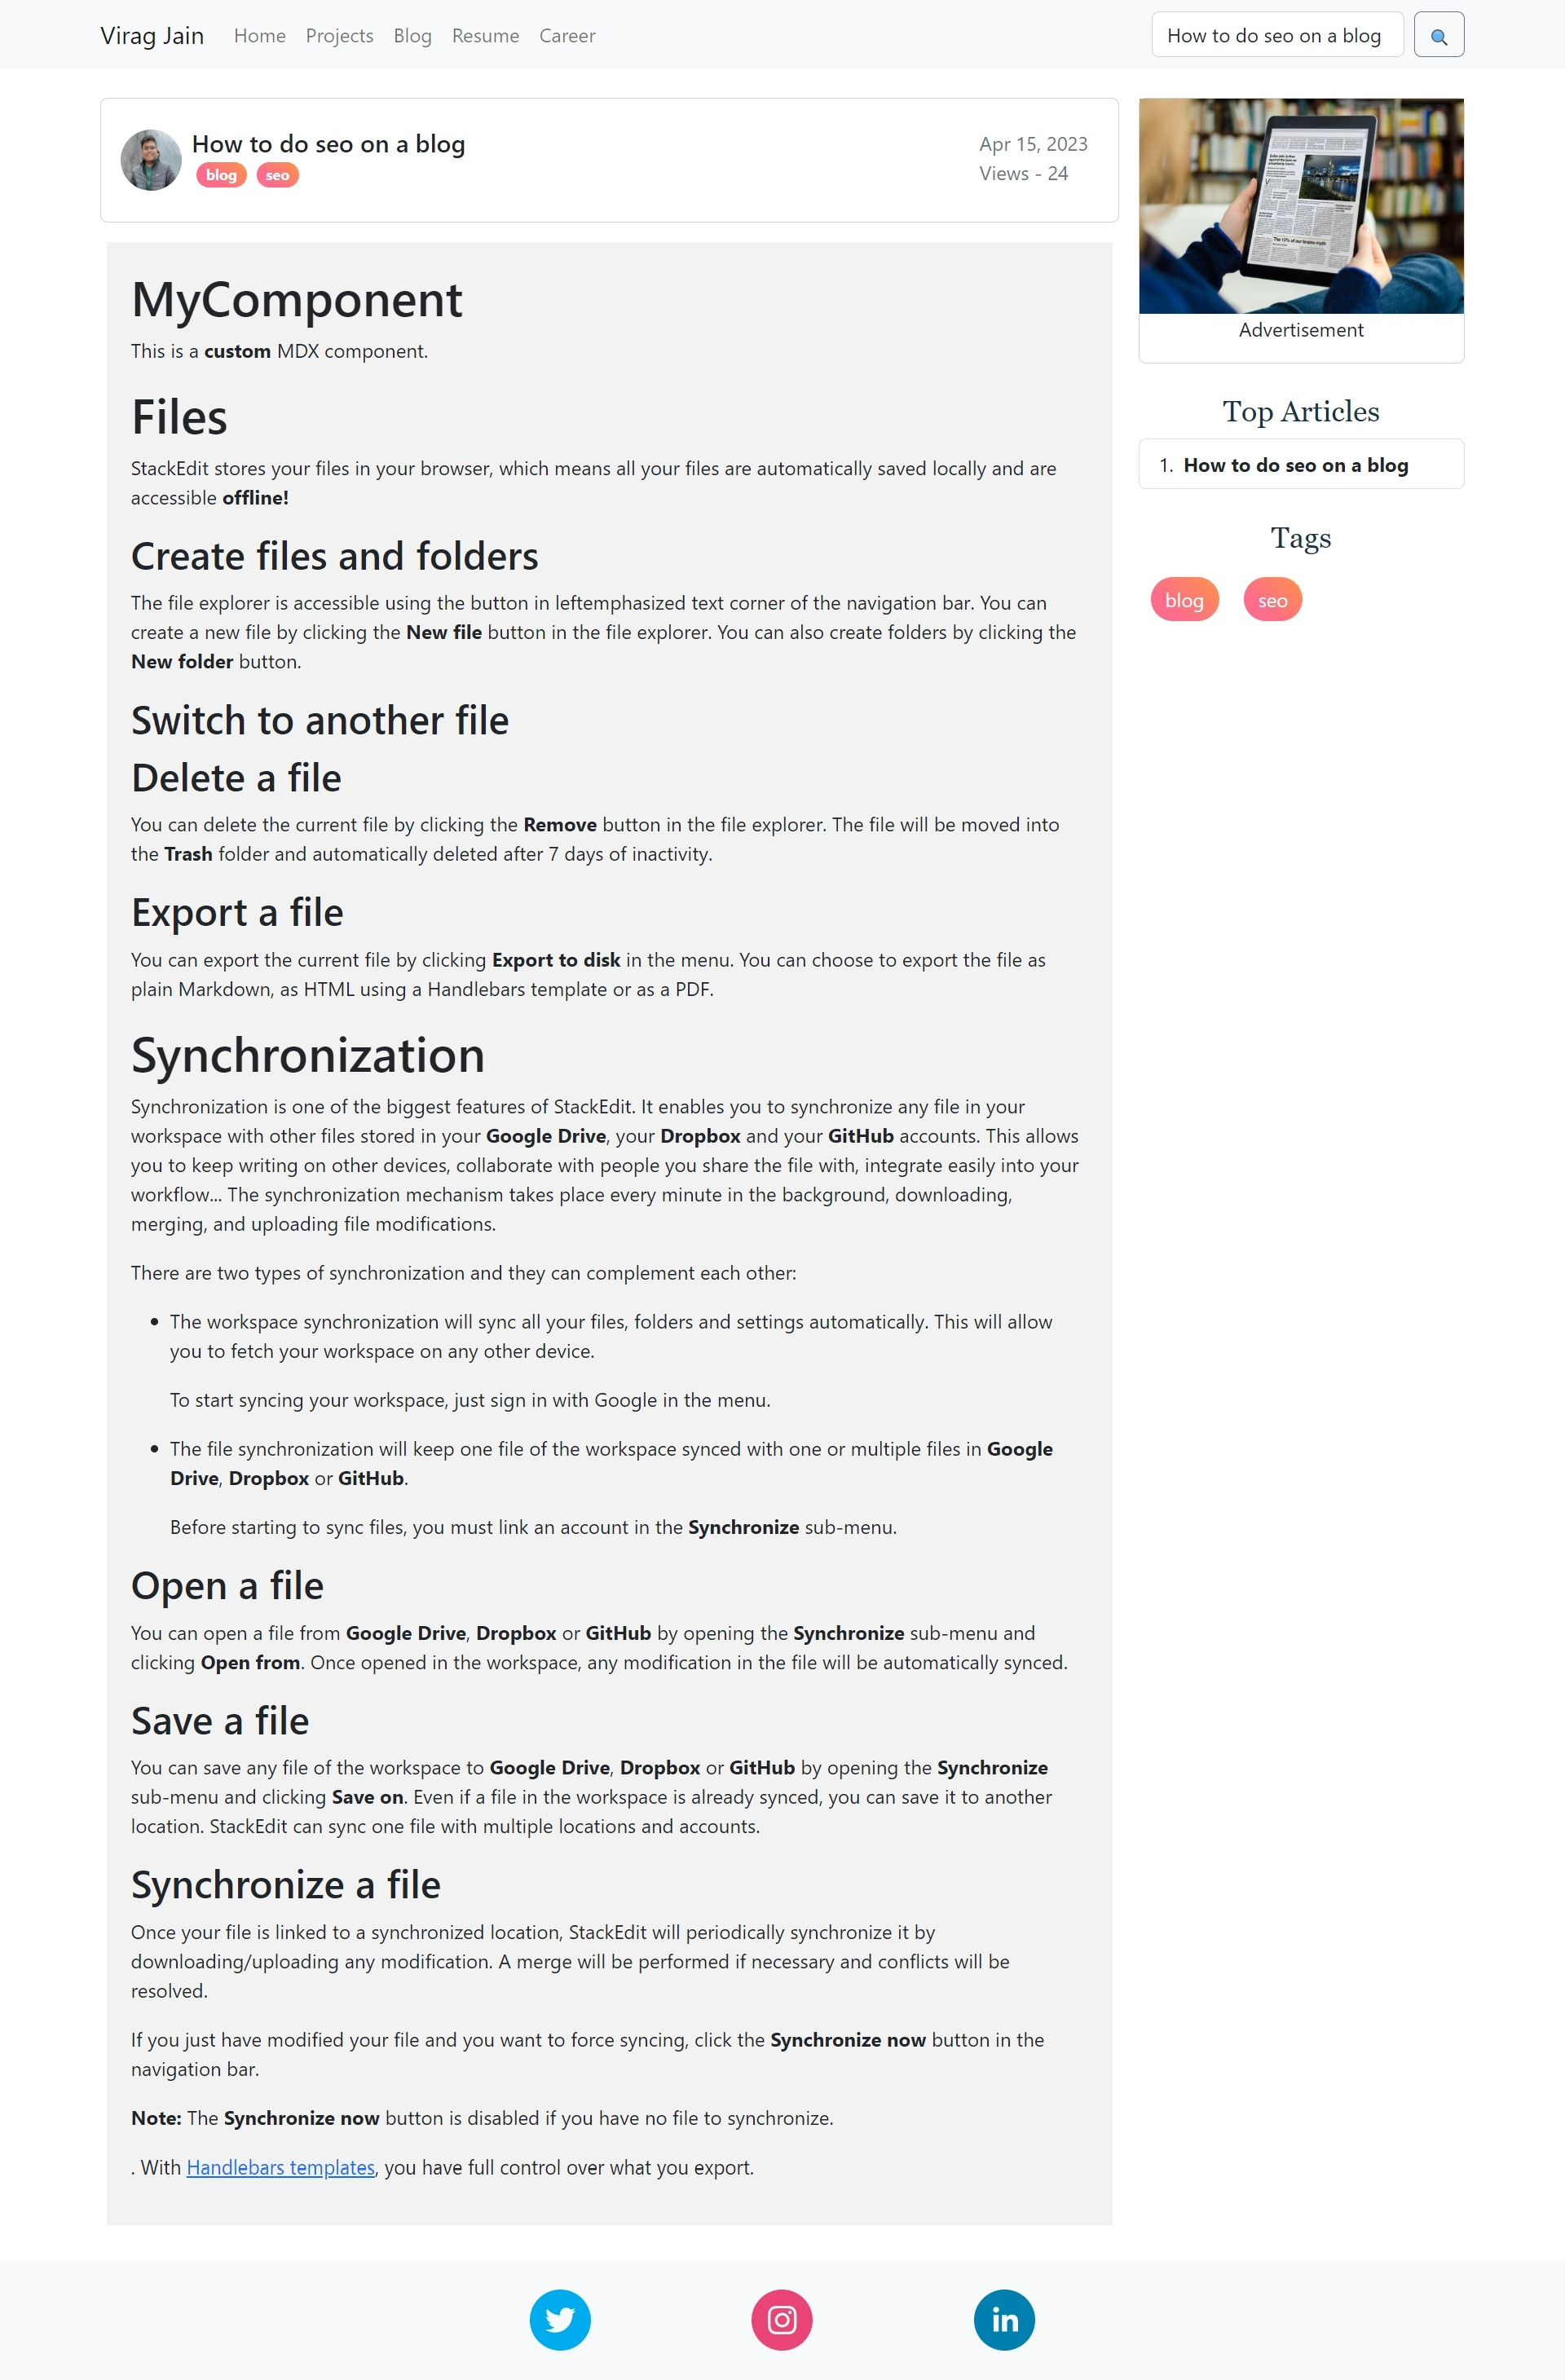 Virag Jain
Home
Projects
Blog
Resume
Career
How to do seo on a blog
How to do seo on a blog
blog
seo
Apr 15, 2023
Views - 24
MyComponent
This is a custom MDX component.
Files
StackEdit stores your files in your browser, which means all your files are automatically saved locally and are
accessible offline!
Create files and folders
The file explorer is accessible using the button in leftemphasized text corner of the navigation bar. You can
create a new file by clicking the New file button in the file explorer. You can also create folders by clicking the
New folder button.
Switch to another file
Delete a file
You can delete the current file by clicking the Remove button in the file explorer. The file will be moved into
the Trash folder and automatically deleted after 7 days of inactivity.
Export a file
You can export the current file by clicking Export to disk in the menu. You can choose to export the file as
plain Markdown, as HTML using a Handlebars template or as a PDF.
Synchronization
Synchronization is one of the biggest features of StackEdit. It enables you to synchronize any file in your
workspace with other files stored in your Google Drive, your Dropbox and your GitHub accounts. This allows
you to keep writing on other devices, collaborate with people you share the file with, integrate easily into your
workflow... The synchronization mechanism takes place every minute in the background, downloading,
merging, and uploading file modifications.
There are two types of synchronization and they can complement each other:
• The workspace synchronization will sync all your files, folders and settings automatically. This will allow
you to fetch your workspace on any other device.
To start syncing your workspace, just sign in with Google in the menu.
• The file synchronization will keep one file of the workspace synced with one or multiple files in Google
Drive, Dropbox or GitHub.
Before starting to sync files, you must link an account in the Synchronize sub-menu.
Open a file
You can open a file from Google Drive, Dropbox or GitHub by opening the Synchronize sub-menu and
clicking Open from. Once opened in the workspace, any modification in the file will be automatically synced.
Save a file
You can save any file of the workspace to Google Drive, Dropbox or GitHub by opening the Synchronize
sub-menu and clicking Save on. Even if a file in the workspace is already synced, you can save it to another
location. StackEdit can sync one file with multiple locations and accounts.
Synchronize a file
Once your file is linked to a synchronized location, StackEdit will periodically synchronize it by
downloading/uploading any modification. A merge will be performed if necessary and conflicts will be
resolved.
If you just have modified your file and you want to force syncing, click the Synchronize now button in the
navigation bar.
Note: The Synchronize now button is disabled if you have no file to synchronize.
. With Handlebars templates, you have full control over what you export.
Advertisement
Top Articles
1. How to do seo on a blog
Tags
blog
seo
in